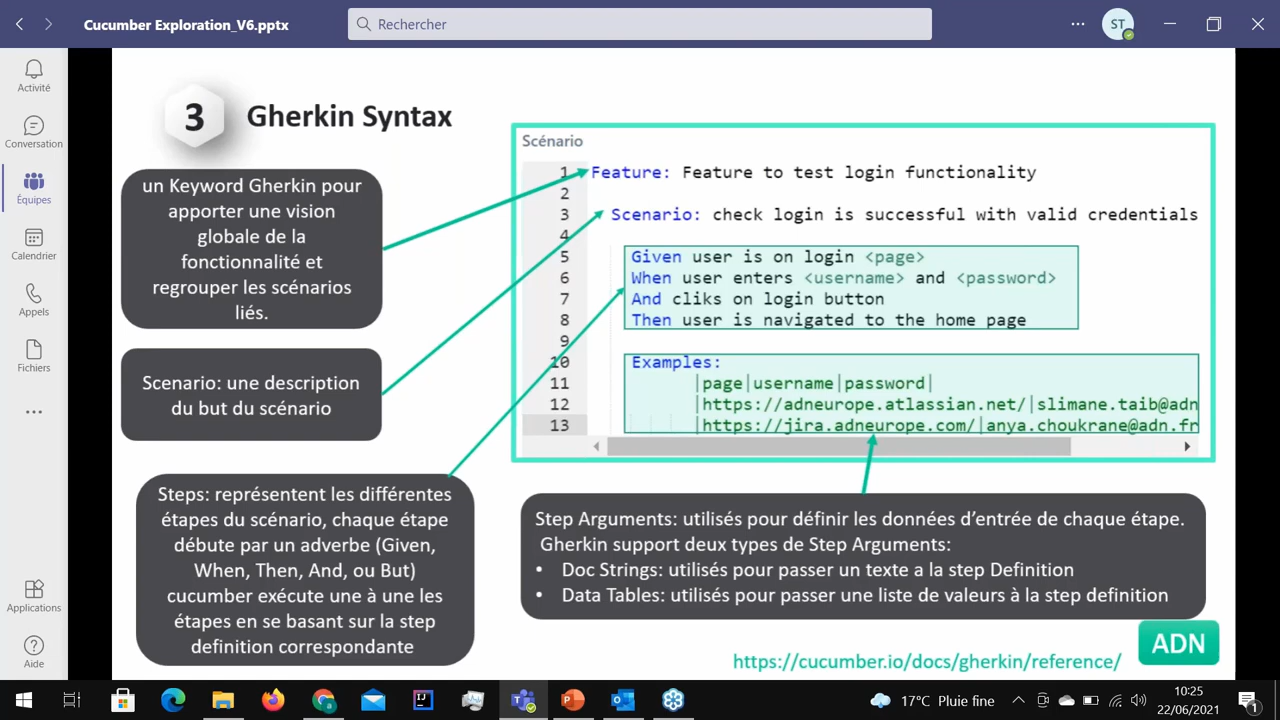 Cucumber Exploration_V6.pptx
Rechercher
ST
Activité
Conversation
Équipes
Calendrier
Appels
Fichiers
Applications
Aide
3
Gherkin Syntax
un Keyword Gherkin pour
apporter une vision
globale de la
fonctionnalité et
regrouper les scénarios
liés.
Scenario: une description
du but du scénario
Steps: représentent les différentes
étapes du scénario, chaque étape
débute par un adverbe (Given,
When, Then, And, ou But)
cucumber exécute une à une les
étapes en se basant sur la step
definition correspondante
Scénario
1 Feature: Feature to test login functionality
2
3 Scenario: check login is successful with valid credentials
4
5 Given user is on login <page>
6 When user enters <username> and <password>
7 And cliks on login button
8 Then user is navigated to the home page
9
10 Examples:
11 |page|username|password|
12 |https://adneurope.atlassian.net/|slimane.taib@adn
13 |https://jira.adneurope.com/|anya.choukrane@adn.fr
Step Arguments: utilisés pour définir les données d’entrée de chaque étape.
Gherkin support deux types de Step Arguments:
• Doc Strings: utilisés pour passer un texte a la step Definition
• Data Tables: utilisés pour passer une liste de valeurs à la step definition
ADN
https://cucumber.io/docs/gherkin/reference/
17°C Pluie fine
10:25
22/06/2021
1